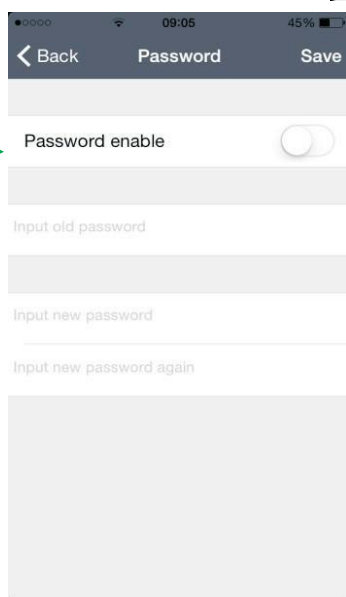 09:05 45%
Back Password Save
Password enable
Input old password
Input new password
Input new password again